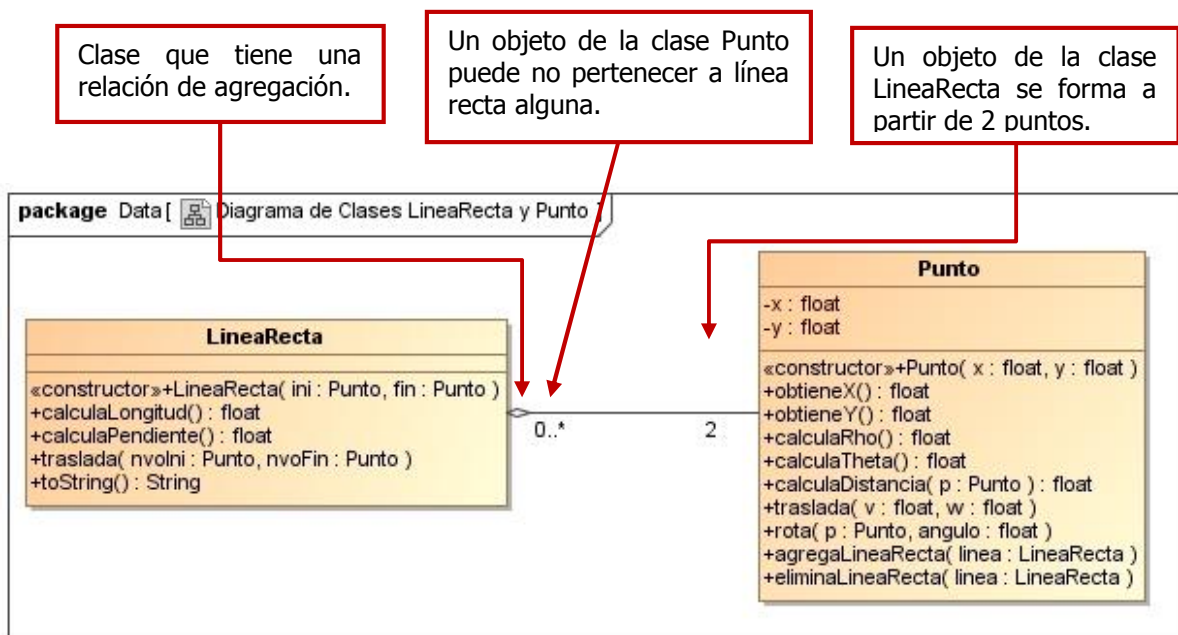 Clase que tiene una
relación de agregación.
Un objeto de la clase Punto
puede no pertenecer a línea
recta alguna.
Un objeto de la clase
LineaRecta se forma a
partir de 2 puntos.
package Data [ Diagrama de Clases LineaRecta y Punto ]
LineaRecta
«constructor»+LineaRecta( ini : Punto, fin : Punto )
+calculaLongitud() : float
+calculaPendiente() : float
+traslada( nvoIni : Punto, nvoFin : Punto )
+toString() : String
0..*
2
Punto
-x : float
-y : float
«constructor»+Punto( x : float, y : float )
+obtieneX() : float
+obtieneY() : float
+calculaRho() : float
+calculaTheta() : float
+calculaDistancia( p : Punto ) : float
+traslada( v : float, w : float )
+rota( p : Punto, angulo : float )
+agregaLineaRecta( linea : LineaRecta )
+eliminaLineaRecta( linea : LineaRecta )